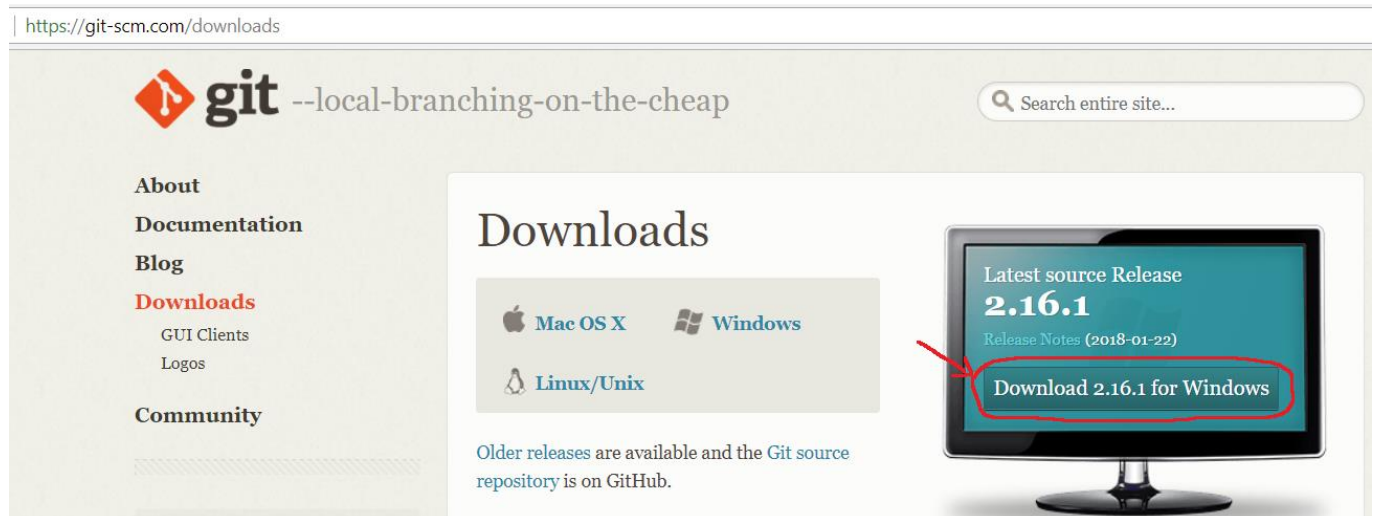 https://git-scm.com/downloads
git --local-branching-on-the-cheap
Search entire site...
About
Documentation
Blog
Downloads
GUI Clients
Logos
Community
Downloads
Mac OS X
Windows
Linux/Unix
Older releases are available and the Git source
repository is on GitHub.
Latest source Release
2.16.1
Release Notes (2018-01-22)
Download 2.16.1 for Windows